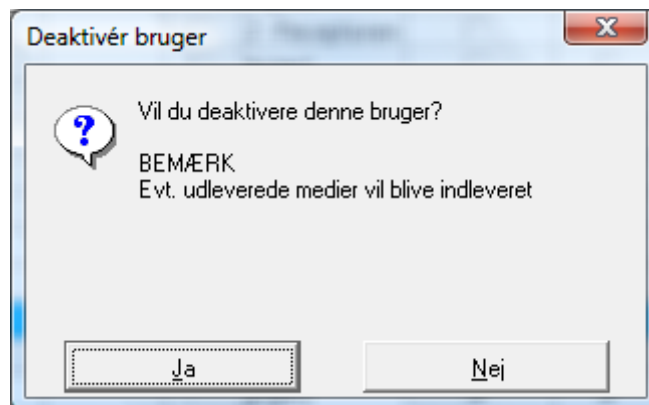 Deaktivér bruger
Vil du deaktivere denne bruger?
BEMÆRK
Evt. udleverede medier vil blive indleveret
Ja
Nej